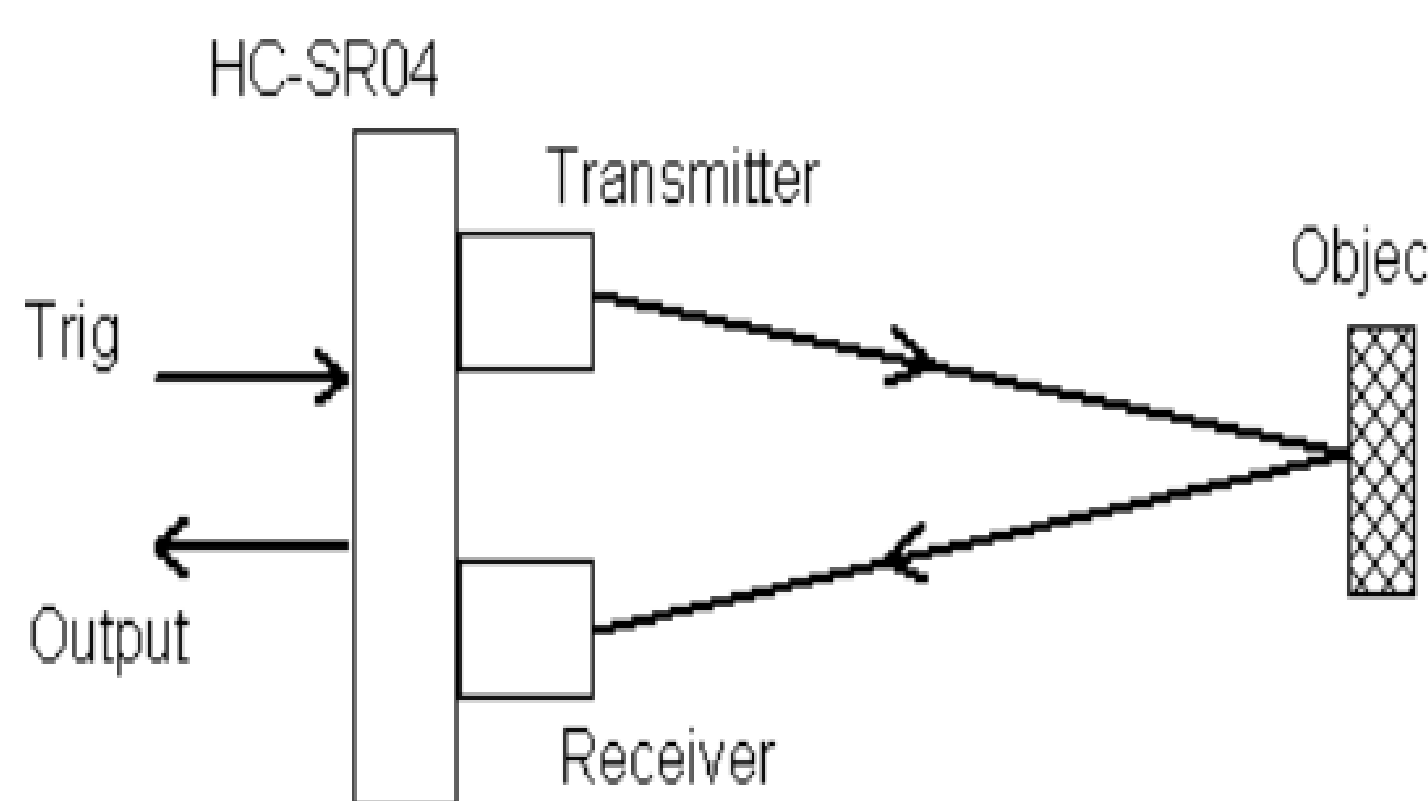 HC-SR04
Transmitter
Objec
Trig
Output
Receiver